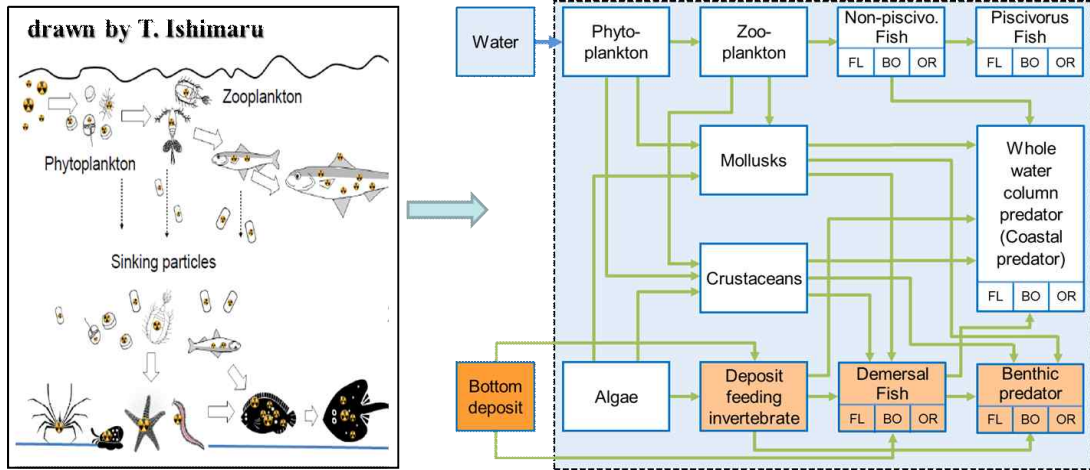 drawn by T. Ishimaru
Zooplankton
Phytoplankton
Sinking particles
Water
Phyto-
plankton
Zoo-
plankton
Non-piscivo.
Fish
FL BO OR
Piscivorus
Fish
FL BO OR
Mollusks
Whole
water
column
predator
(Coastal
predator)
FL BO OR
Crustaceans
Bottom
deposit
Algae
Deposit
feeding
invertebrate
Demersal
Fish
FL BO OR
Benthic
predator
FL BO OR